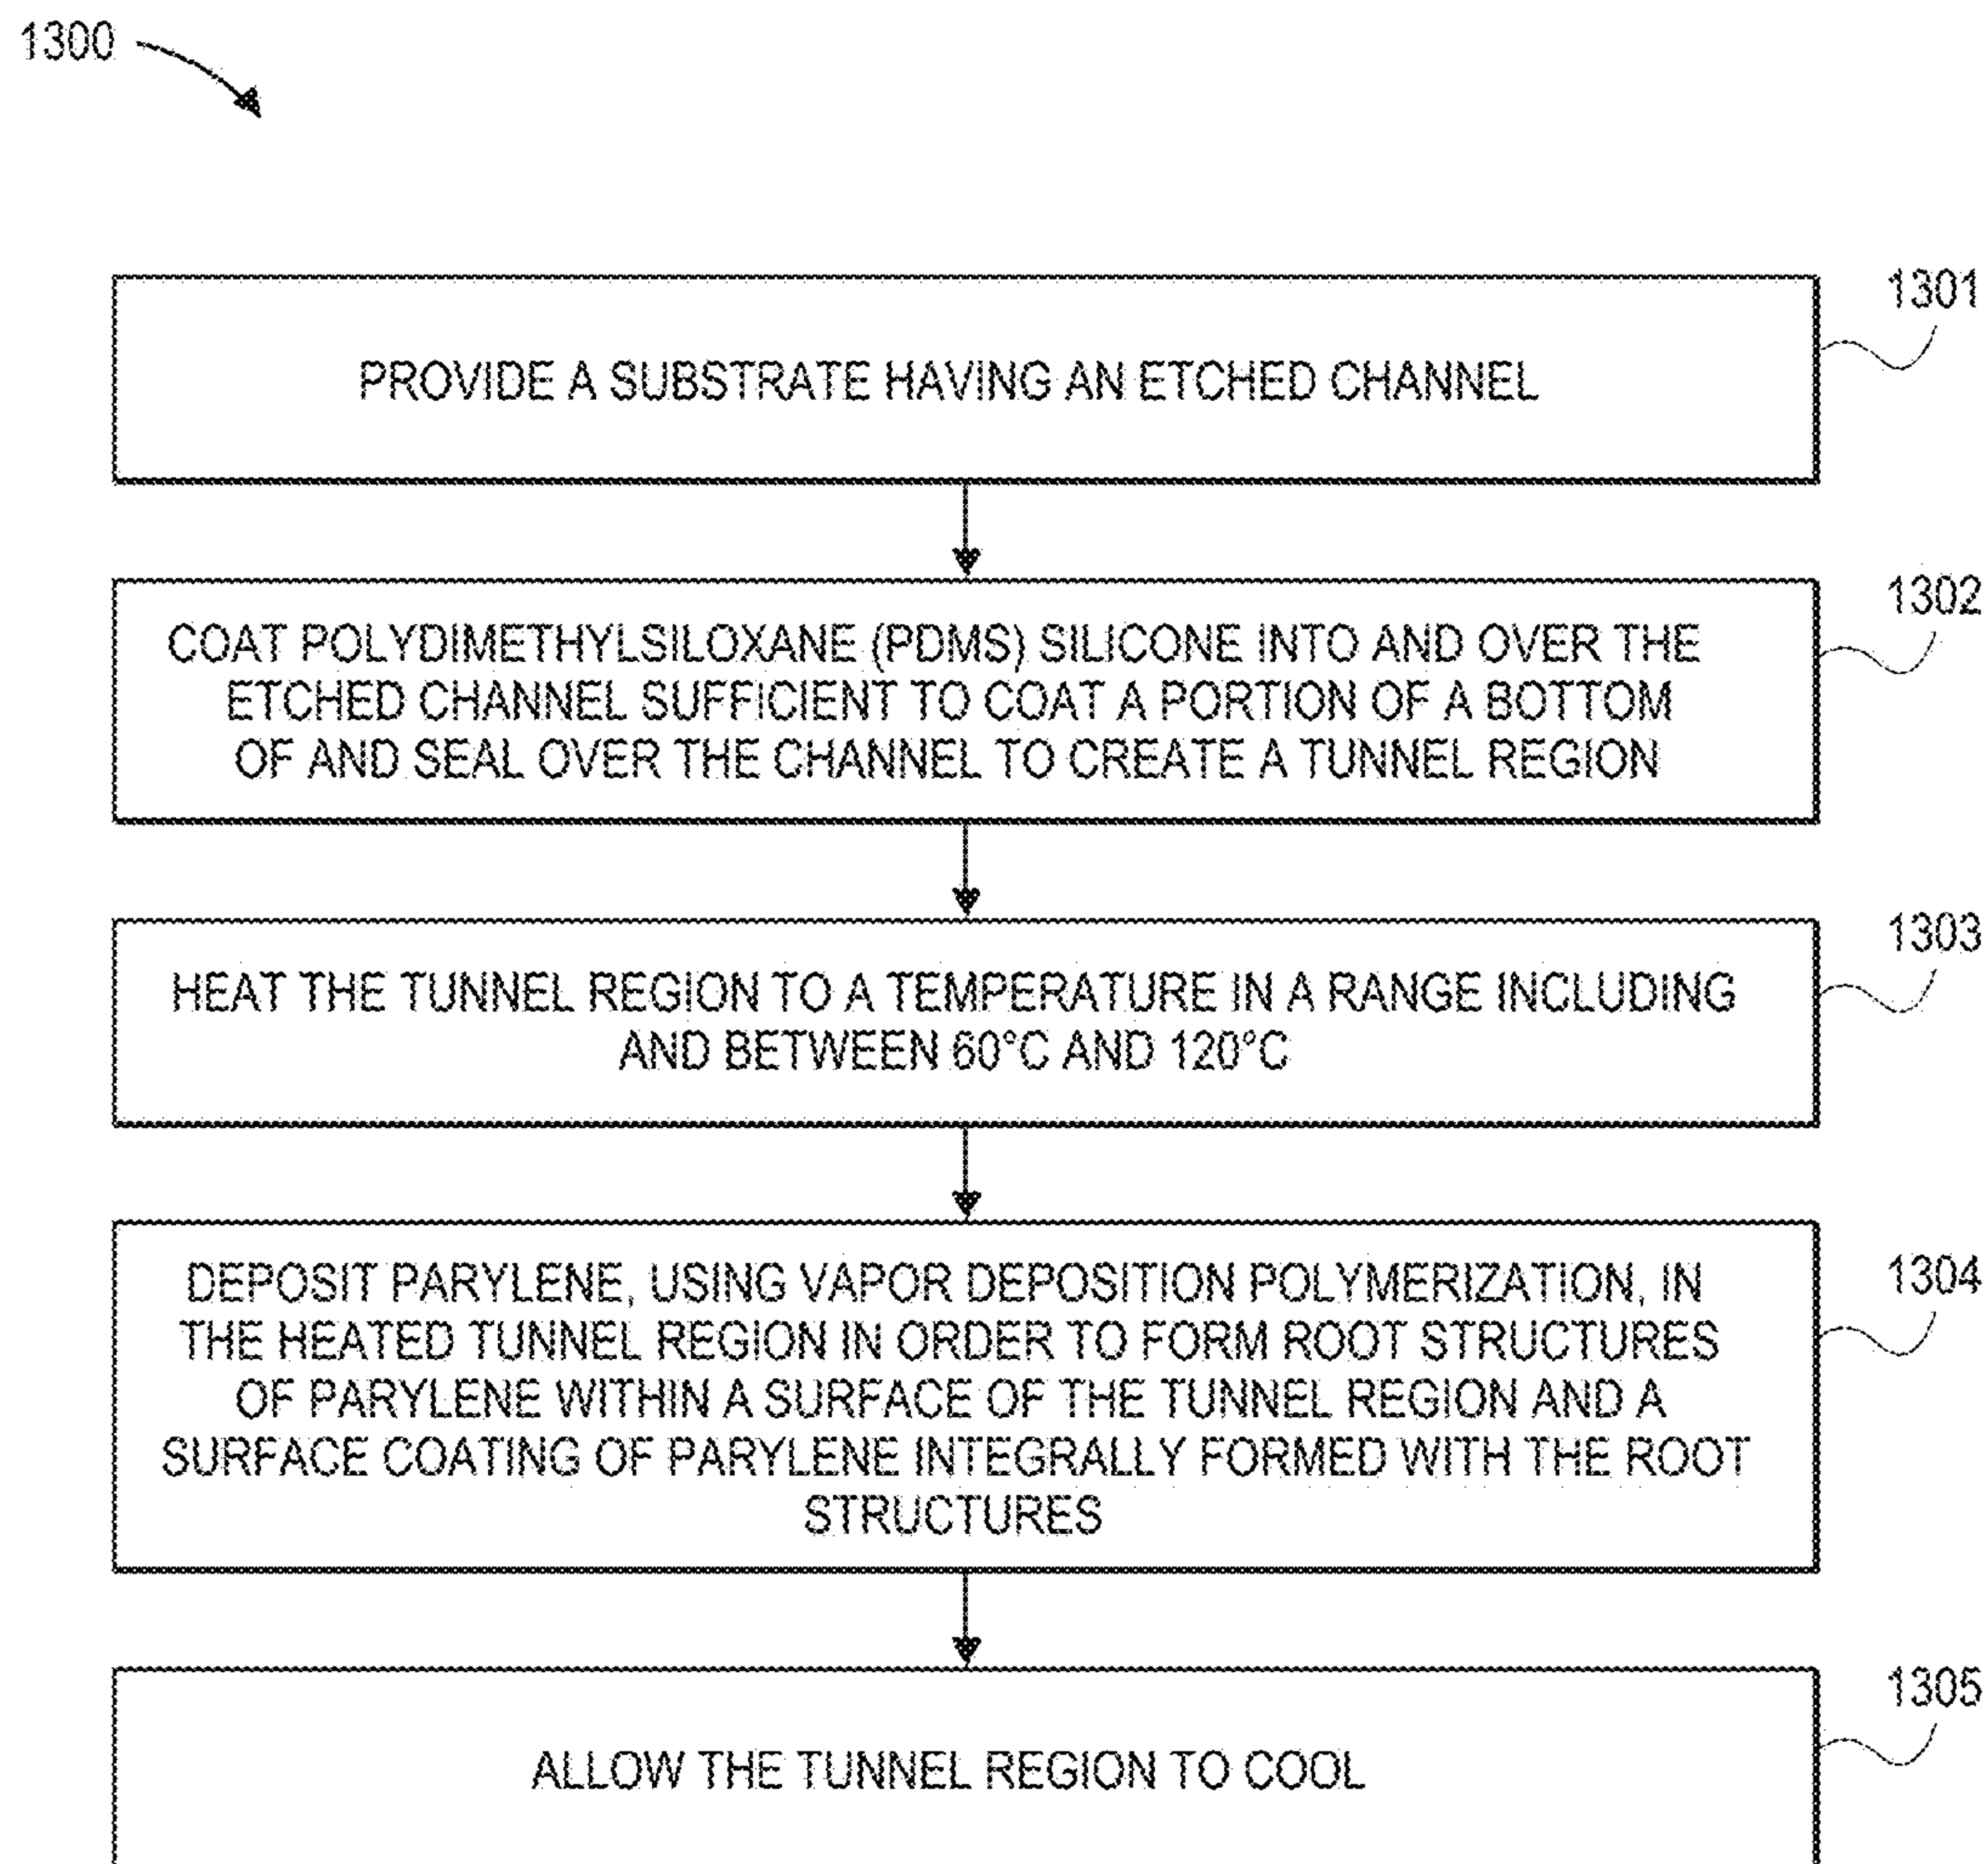 1300
1301
PROVIDE A SUBSTRATE HAVING AN ETCHED CHANNEL
1302
COAT POLYDIMETHYLSILOXANE (PDMS) SILICONE INTO AND OVER THE
ETCHED CHANNEL SUFFICIENT TO COAT A PORTION OF A BOTTOM
OF AND SEAL OVER THE CHANNEL TO CREATE A TUNNEL REGION
1303
HEAT THE TUNNEL REGION TO A TEMPERATURE IN A RANGE INCLUDING
AND BETWEEN 60°C AND 120°C
1304
DEPOSIT PARYLENE, USING VAPOR DEPOSITION POLYMERIZATION, IN
THE HEATED TUNNEL REGION IN ORDER TO FORM ROOT STRUCTURES
OF PARYLENE WITHIN A SURFACE OF THE TUNNEL REGION AND A
SURFACE COATING OF PARYLENE INTEGRALLY FORMED WITH THE ROOT
STRUCTURES
1305
ALLOW THE TUNNEL REGION TO COOL